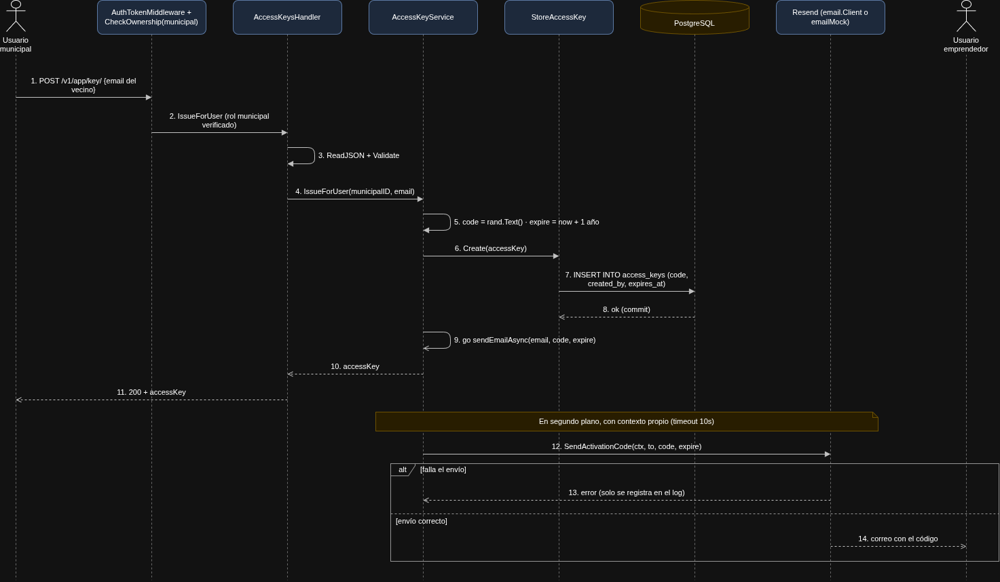 Usuario
municipal
AuthTokenMiddleware +
CheckOwnership(municipal)
AccessKeysHandler
AccessKeyService
StoreAccessKey
PostgreSQL
Resend (email.Client o
emailMock)
Usuario
emprendedor
1. POST /v1/app/key/ {email del
vecino}
2. IssueForUser (rol municipal
verificado)
3. ReadJSON + Validate
4. IssueForUser(municipalID, email)
5. code = rand.Text() · expire = now + 1 año
6. Create(accessKey)
7. INSERT INTO access_keys (code,
created_by, expires_at)
8. ok (commit)
9. go sendEmailAsync(email, code, expire)
10. accessKey
11. 200 + accessKey
En segundo plano, con contexto propio (timeout 10s)
12. SendActivationCode(ctx, to, code, expire)
alt [falla el envío]
13. error (solo se registra en el log)
[envío correcto]
14. correo con el código